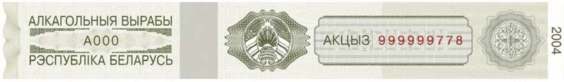 АЛКАГОЛЬНЫЯ ВЫРАБЫ
А000
РЭСПУБЛІКА БЕЛАРУСЬ
АКЦЫЗ 999999778
2004